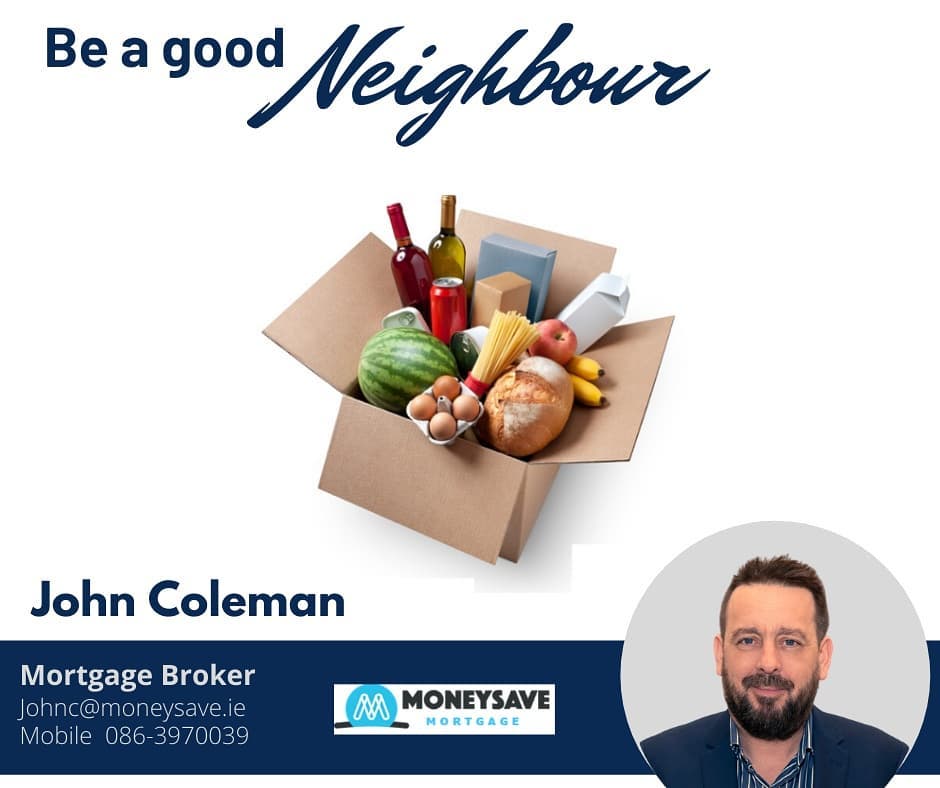 Be a good Neighbour
John Coleman
Mortgage Broker
Johnc@moneysave.ie
Mobile 086-3970039
MONEYSAVE
MORTGAGE